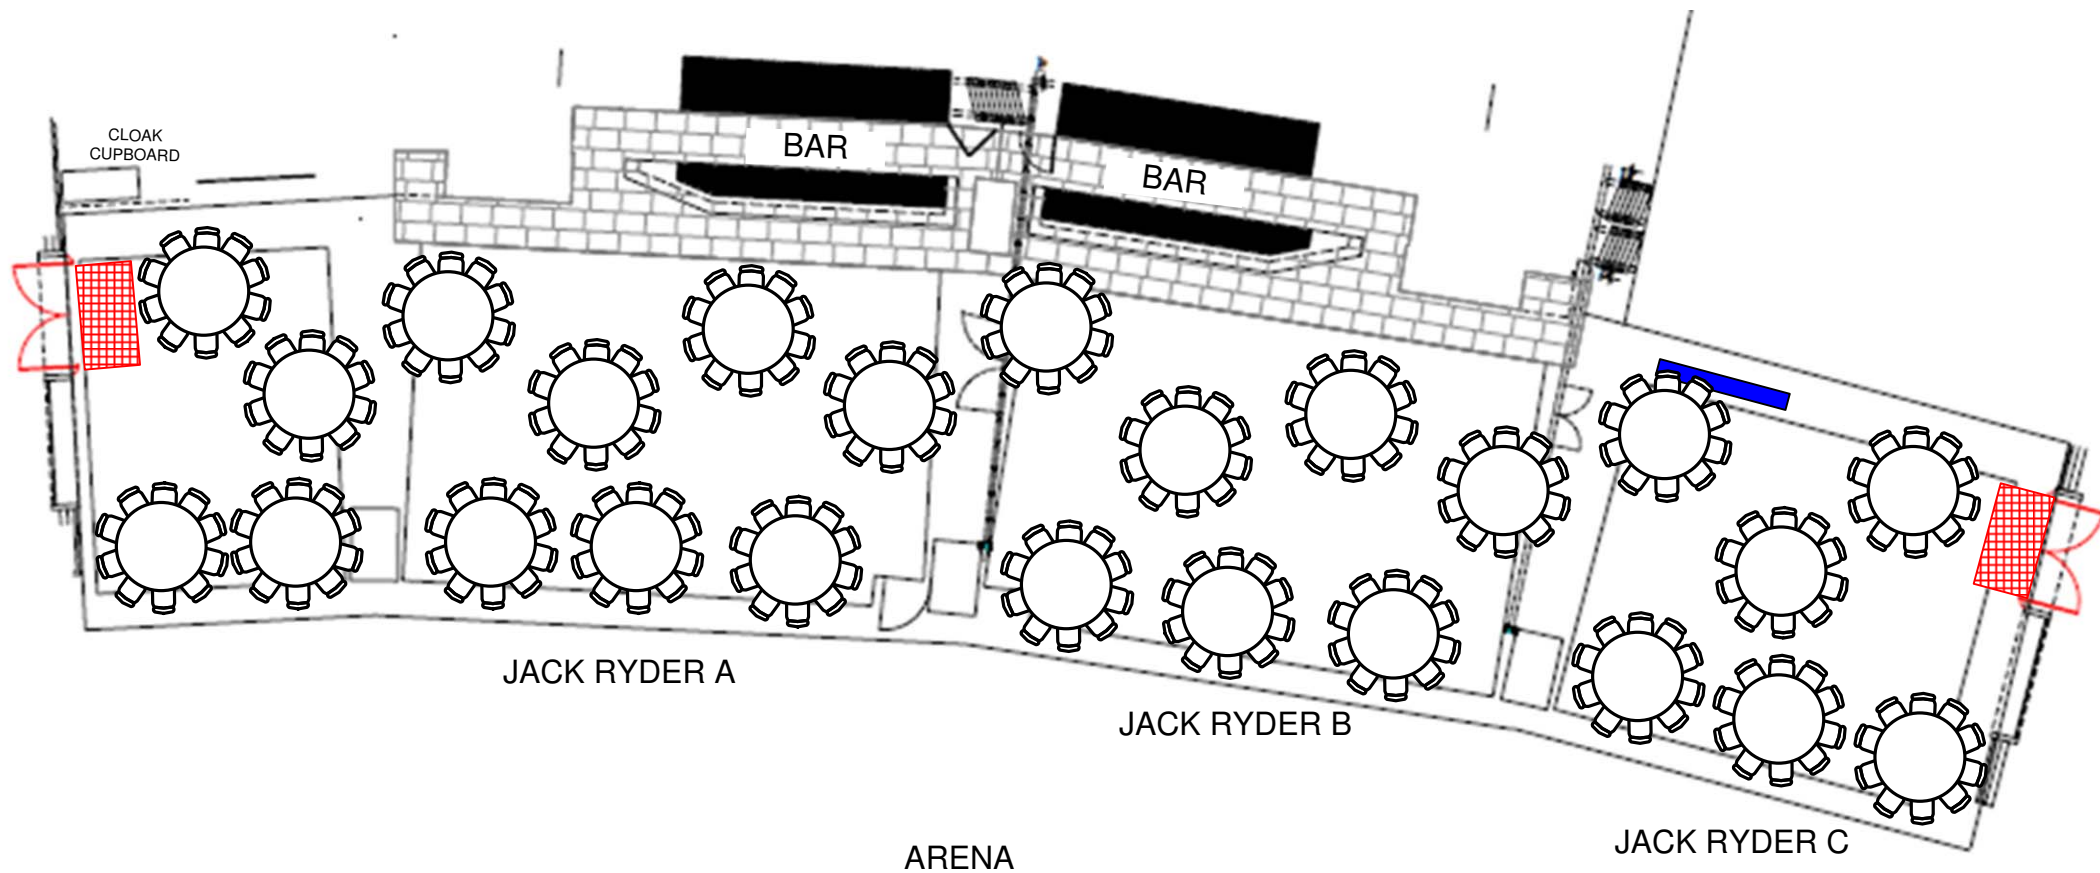 CLOAK
CUPBOARD
BAR
BAR
JACK RYDER A
JACK RYDER B
JACK RYDER C
ARENA